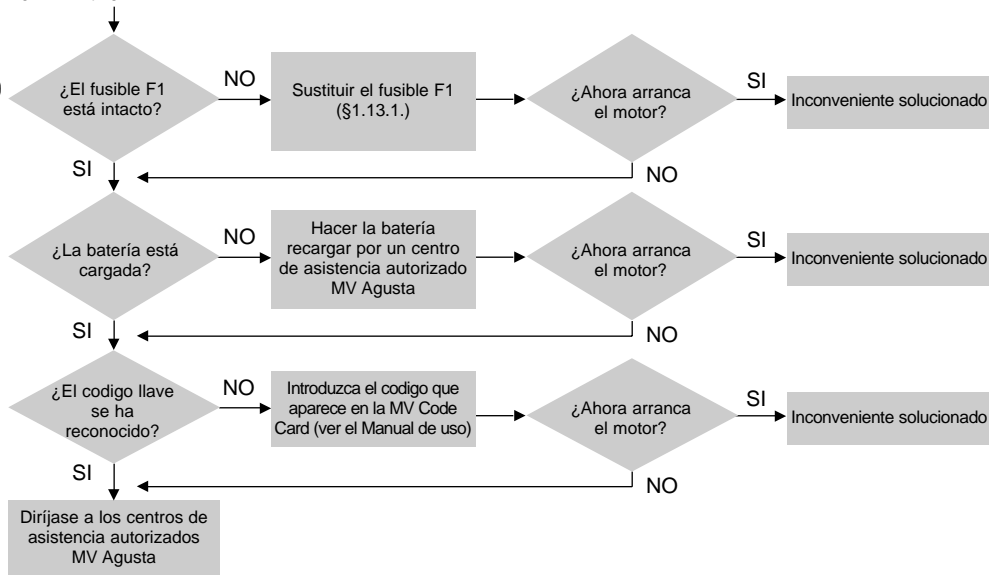 ¿El fusible F1
está intacto?
NO
Sustituir el fusible F1
(§1.13.1.)
¿Ahora arranca
el motor?
SI
Inconveniente solucionado
SI
NO
¿La batería está
cargada?
NO
Hacer la batería
recargar por un centro
de asistencia autorizado
MV Agusta
¿Ahora arranca
el motor?
SI
Inconveniente solucionado
SI
NO
¿El codigo llave
se ha
reconocido?
NO
Introduzca el codigo que
aparece en la MV Code
Card (ver el Manual de uso)
¿Ahora arranca
el motor?
SI
Inconveniente solucionado
SI
NO
Diríjase a los centros de
asistencia autorizados
MV Agusta